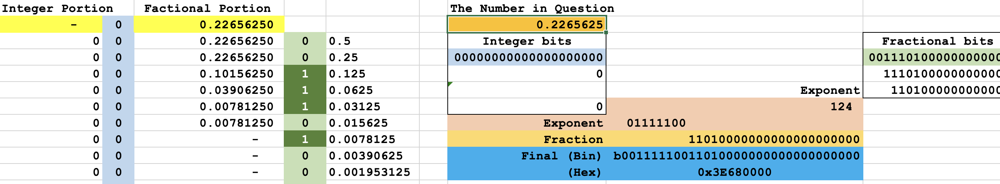 Integer Portion Factional Portion The Number in Question
- 0 0.22656250 0.2265625
0 0 0.22656250 0 0.5 Integer bits Fractional bits
0 0 0.22656250 0 0.25 00000000000000000000 001110100000000000
0 0 0.10156250 1 0.125 0 1110100000000000
0 0 0.03906250 1 0.0625 Exponent 110100000000000
0 0 0.00781250 1 0.03125 0 124
0 0 0.00781250 0 0.015625 Exponent 01111100
0 0 - 1 0.0078125 Fraction 11010000000000000000000
0 0 - 0 0.00390625 Final (Bin) b00111110011010000000000000000000
0 0 - 0 0.001953125 (Hex) 0x3E680000